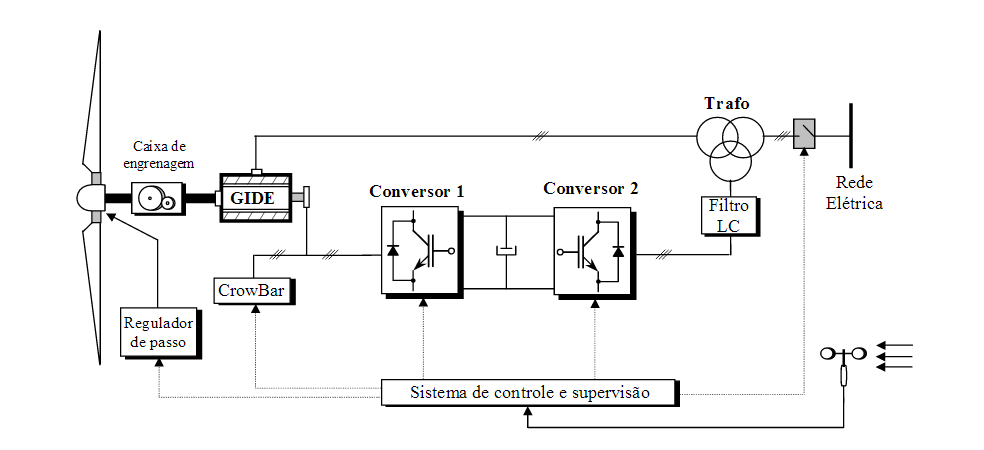 Trafo
Caixa de
engrenagem
GIDE
Conversor 1
Conversor 2
Rede
Elétrica
Filtro
LC
CrowBar
Regulador
de passo
Sistema de controle e supervisão